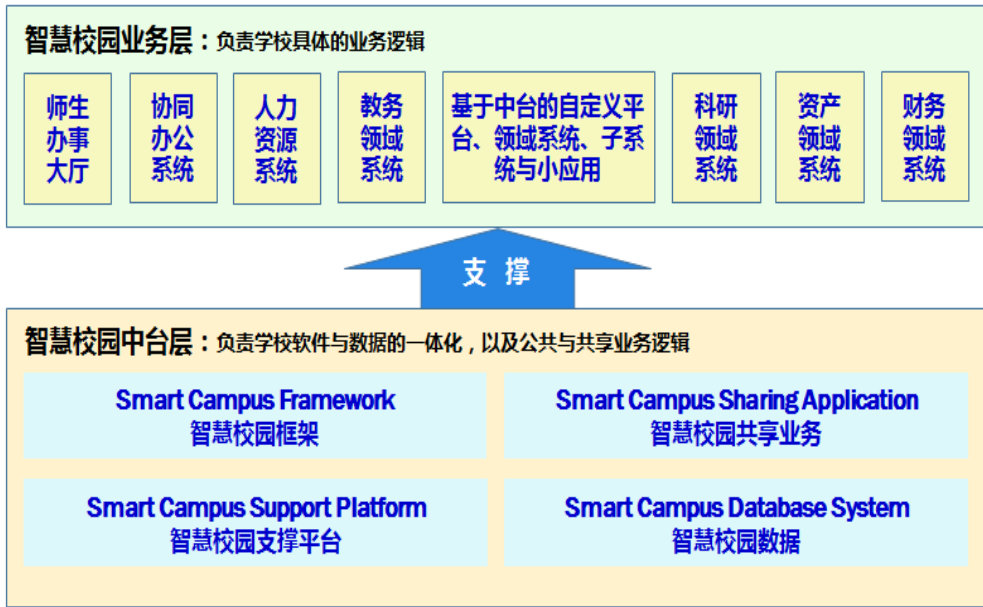 智慧校园业务层：负责学校具体的业务逻辑
师生
办事
大厅
协同
办公
系统
人力
资源
系统
教务
领域
系统
基于中台的自定义平
台、领域系统、子系
统与小应用
科研
领域
系统
资产
领域
系统
财务
领域
系统
支 撑
智慧校园中台层：负责学校软件与数据的一体化，以及公共与共享业务逻辑
Smart Campus Framework
智慧校园框架
Smart Campus Sharing Application
智慧校园共享业务
Smart Campus Support Platform
智慧校园支撑平台
Smart Campus Database System
智慧校园数据